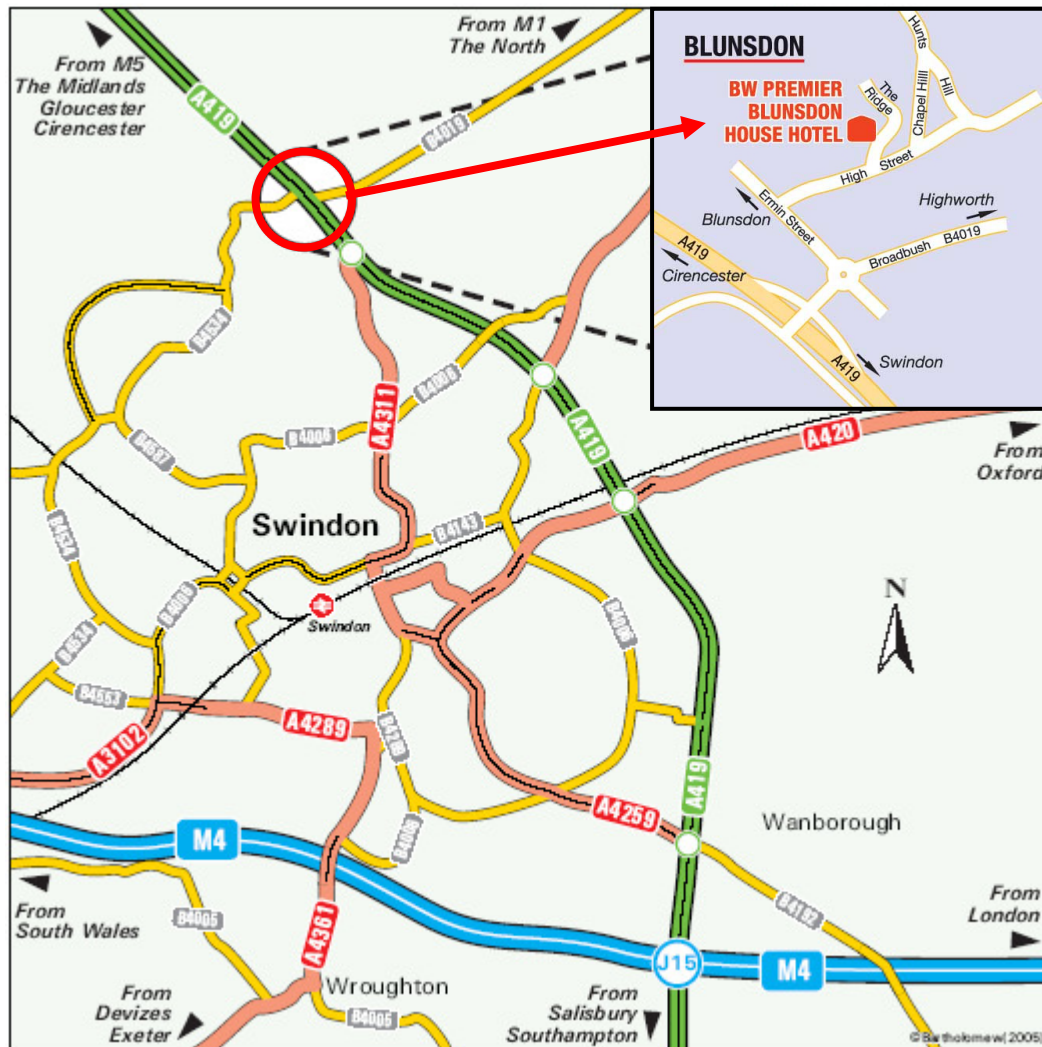 From M5
The Midlands
Gloucester
Cirencester
From M1
The North
A419
B4019
BLUNSDON
BW PREMIER
BLUNSDON
HOUSE HOTEL
The
Ridge
Hunts
Hill
Chapel Hilll
High Street
Ermin Street
Blunsdon
Highworth
Broadbush B4019
A419
Cirencester
Swindon
A419
B4534
B4006
A4311
B4006
B4587
A419
A420
From
Oxford
Swindon
B4143
B4534
B4006
Swindon
B4006
N
B4534
B4553
A3102
A4289
B4289
A419
A4259
Wanborough
B4006
M4
From
South Wales
B4005
A4361
B4192
From
London
J15
M4
Wroughton
From
Devizes
Exeter
B4005
From
Salisbury
Southampton
©Bartholomew(2005)